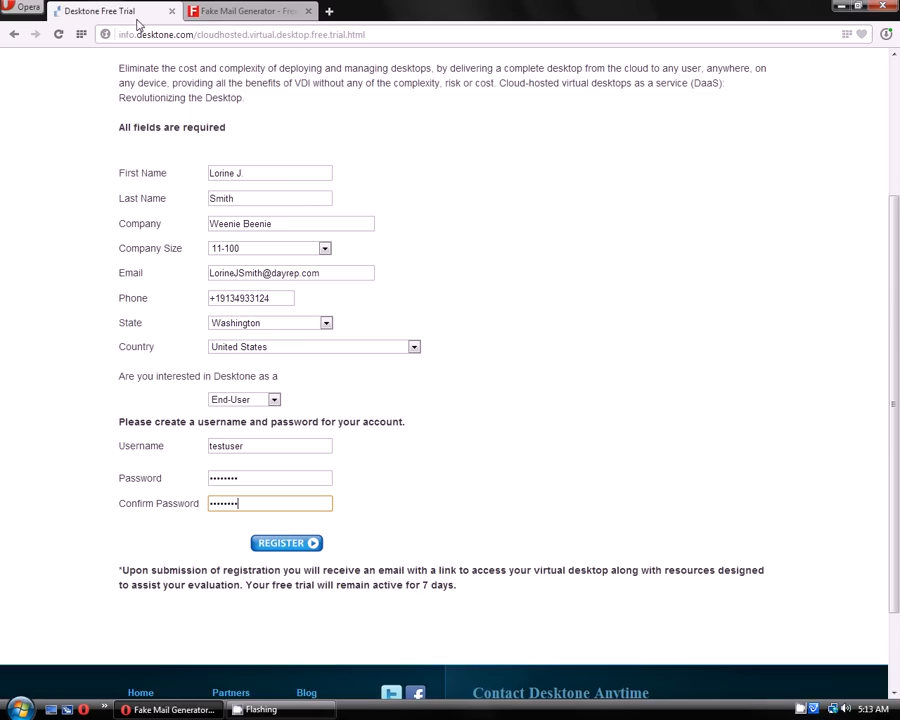 Opera
Desktone Free Trial
Fake Mail Generator - Fre
info.desktone.com/cloudhosted.virtual.desktop.free.trial.html
Eliminate the cost and complexity of deploying and managing desktops, by delivering a complete desktop from the cloud to any user, anywhere, on
any device, providing all the benefits of VDI without any of the complexity, risk or cost. Cloud-hosted virtual desktops as a service (DaaS):
Revolutionizing the Desktop.
All fields are required
First Name Lorine J.
Last Name Smith
Company Weenie Beenie
Company Size 11-100
Email LorineJSmith@dayrep.com
Phone +19134933124
State Washington
Country United States
Are you interested in Desktone as a
End-User
Please create a username and password for your account.
Username testuser
Password ••••••••
Confirm Password ••••••••
REGISTER
*Upon submission of registration you will receive an email with a link to access your virtual desktop along with resources designed
to assist your evaluation. Your free trial will remain active for 7 days.
Home Partners Blog Contact Desktone Anytime
Fake Mail Generator... Flashing 5:13 AM